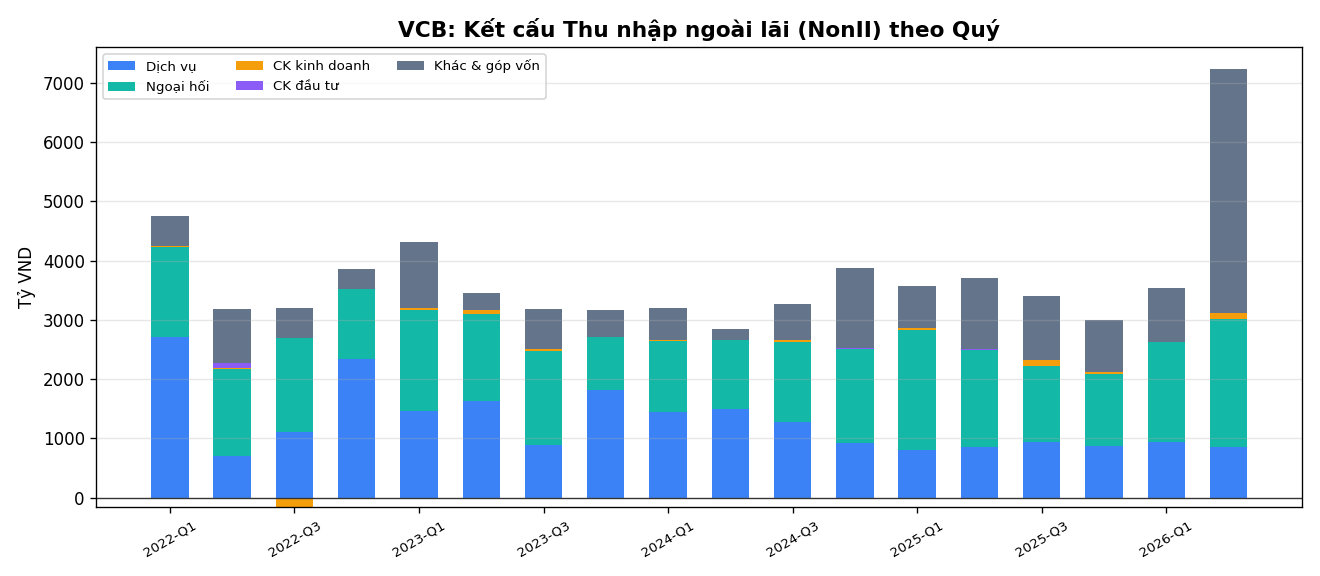 VCB: Kết cấu Thu nhập ngoài lãi (NonII) theo Quý
Dịch vụ
Ngoại hối
CK kinh doanh
CK đầu tư
Khác & góp vốn
Tỷ VND
7000
6000
5000
4000
3000
2000
1000
0
2022-Q1
2022-Q3
2023-Q1
2023-Q3
2024-Q1
2024-Q3
2025-Q1
2025-Q3
2026-Q1